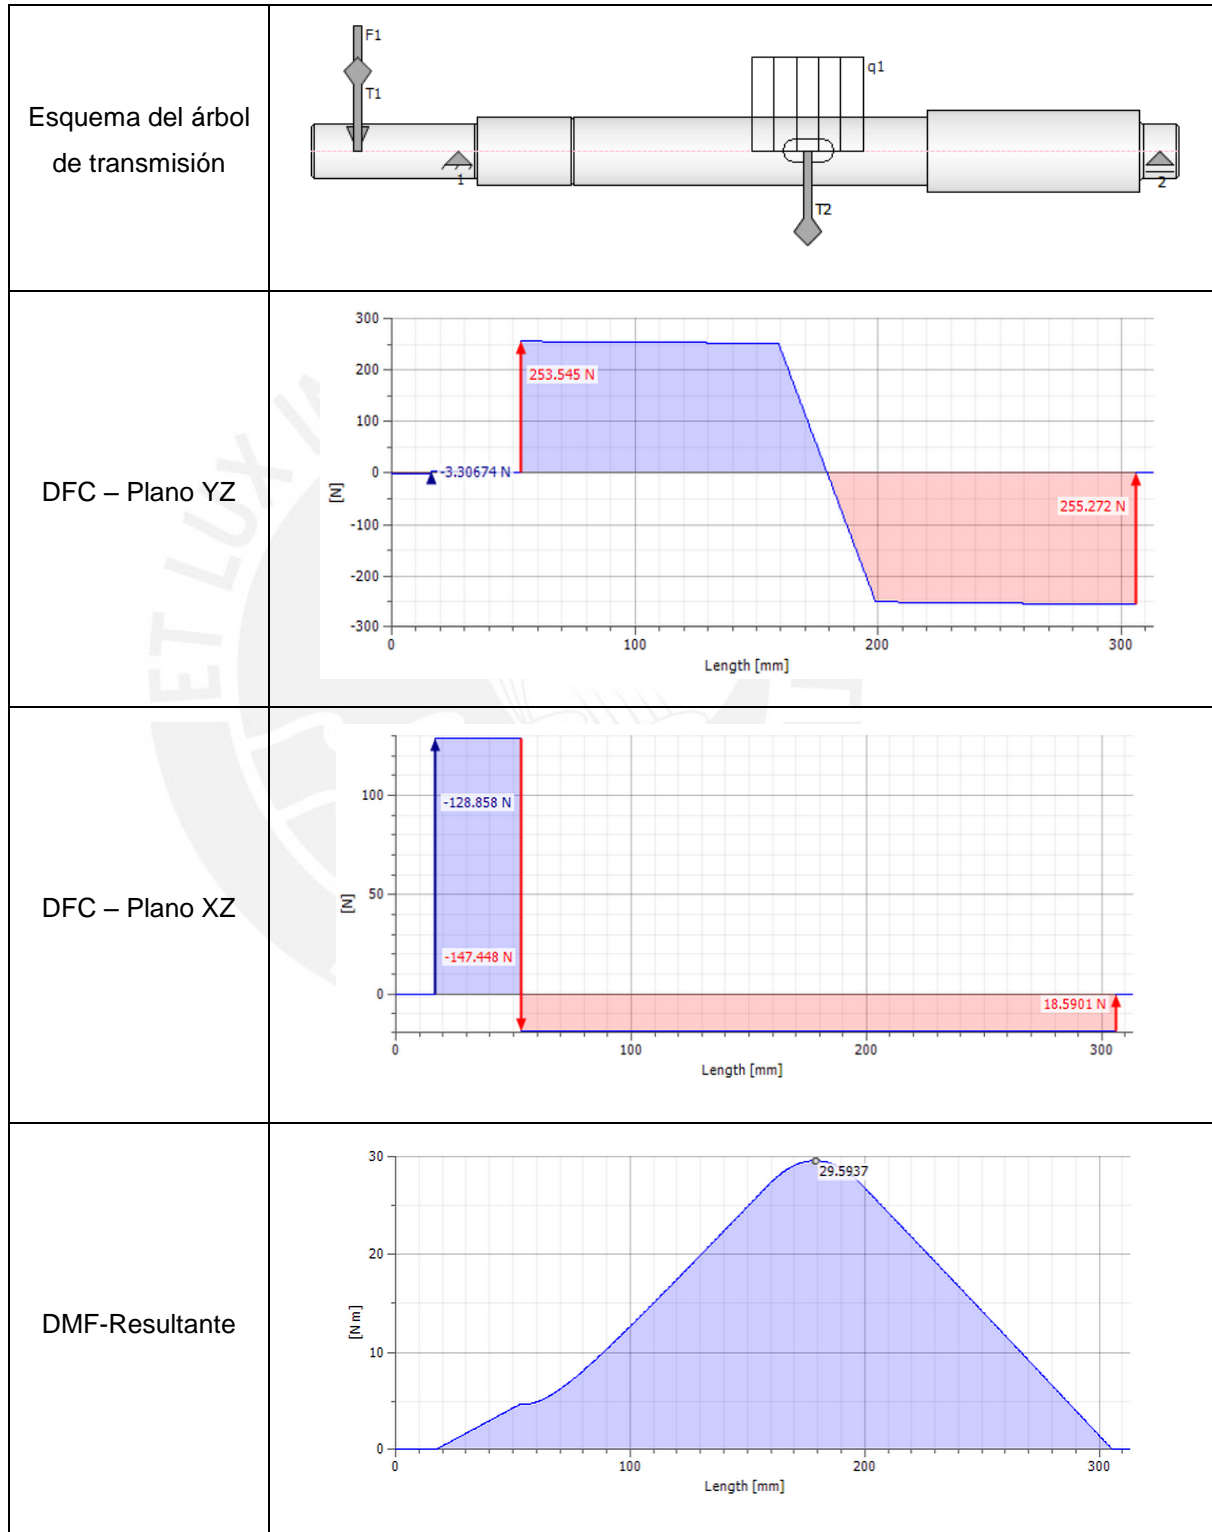 Esquema del árbol
de transmisión
F1
T1
1
q1
T2
2
DFC – Plano YZ
300
200
100
0
-100
-200
-300
[N]
253.545 N
-3.30674 N
255.272 N
0
100
200
300
Length [mm]
DFC – Plano XZ
100
50
0
[N]
-128.858 N
-147.448 N
18.5901 N
0
100
200
300
Length [mm]
DMF-Resultante
30
20
10
0
[N m]
29.5937
0
100
200
300
Length [mm]
ET LUX